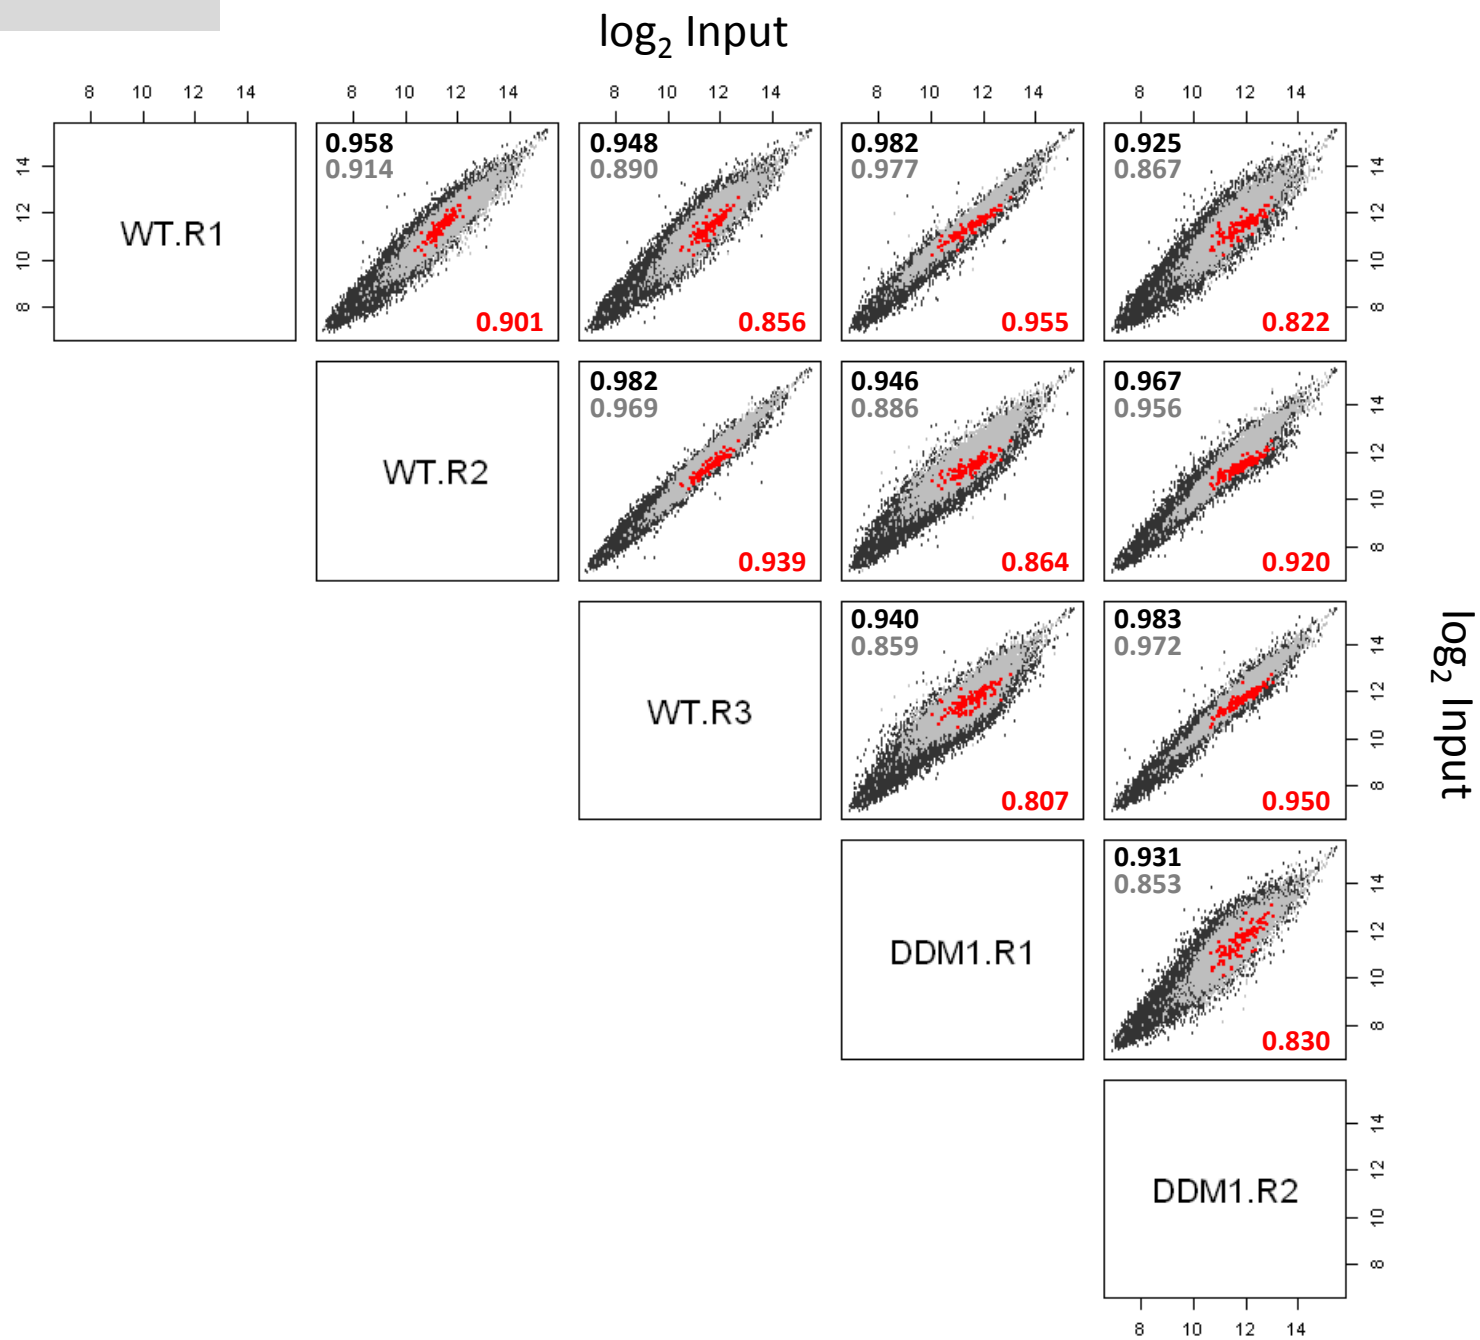 log₂ Input
8 10 12 14 8 10 12 14 8 10 12 14 8 10 12 14 8 10 12 14
14 12 10 8
WT.R1
0.958
0.914
0.901
0.948
0.890
0.856
0.982
0.977
0.955
0.925
0.867
0.822
14 12 10 8
WT.R2
0.982
0.969
0.939
0.946
0.886
0.864
0.967
0.956
0.920
14 12 10 8
WT.R3
0.940
0.859
0.807
0.983
0.972
0.950
14 12 10 8
log₂ Input
DDM1.R1
0.931
0.853
0.830
14 12 10 8
DDM1.R2
14 12 10 8
8 10 12 14